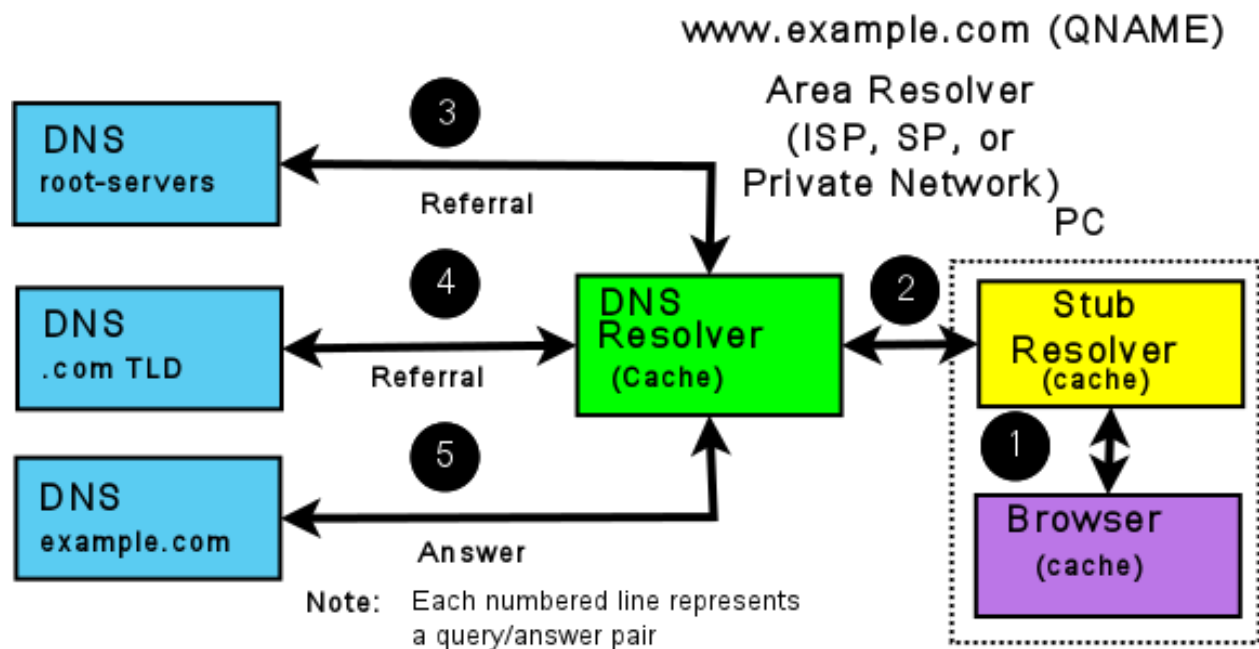 www.example.com (QNAME)
Area Resolver
(ISP, SP, or
Private Network)
PC
3
DNS
root-servers
Referral
4
DNS
.com TLD
Referral
DNS
Resolver
(Cache)
2
Stub
Resolver
(cache)
1
Browser
(cache)
5
DNS
example.com
Answer
Note: Each numbered line represents
a query/answer pair